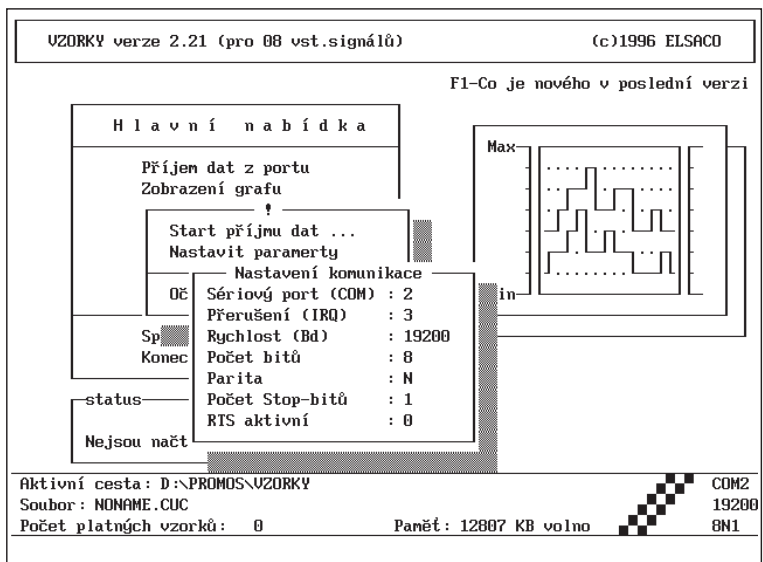 VZORKY verze 2.21 (pro 08 vst.signálů) (c)1996 ELSACO
F1-Co je nového v poslední verzi
Hlavní nabídka
Příjem dat z portu
Zobrazení grafu
!
Start příjmu dat ...
Nastavit paramerty
Oč
Sp
Konec
Nastavení komunikace
Sériový port (COM) : 2
Přerušení (IRQ) : 3
Rychlost (Bd) : 19200
Počet bitů : 8
Parita : N
Počet Stop-bitů : 1
RTS aktivní : 0
Max
in
status
Nejsou načt
Aktivní cesta: D:\PROMOS\VZORKY COM2
Soubor: NONAME.CUC 19200
Počet platných vzorků: 0 Paměť: 12807 KB volno 8N1